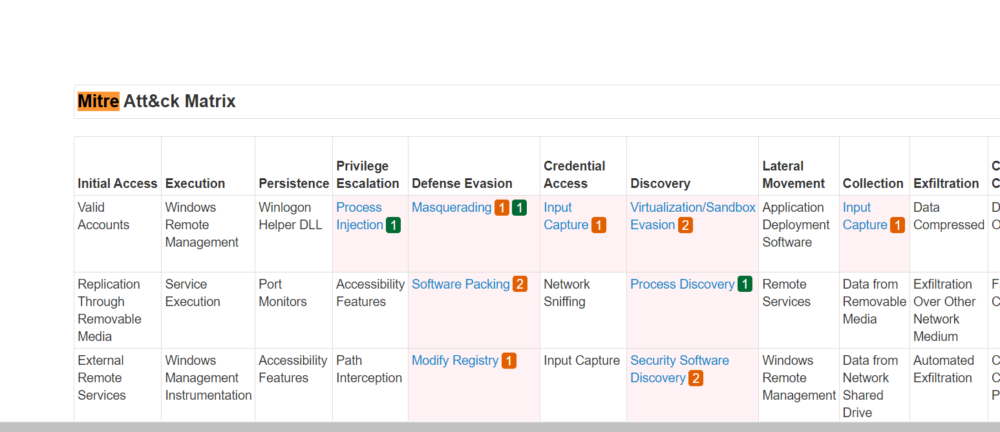 Mitre Att&ck Matrix
Initial Access
Execution
Persistence
Privilege
Escalation
Defense Evasion
Credential
Access
Discovery
Lateral
Movement
Collection
Exfiltration
C
C
Valid
Accounts
Windows
Remote
Management
Winlogon
Helper DLL
Process
Injection 1
Masquerading 1 1
Input
Capture 1
Virtualization/Sandbox
Evasion 2
Application
Deployment
Software
Input
Capture 1
Data
Compressed
D
O
Replication
Through
Removable
Media
Service
Execution
Port
Monitors
Accessibility
Features
Software Packing 2
Network
Sniffing
Process Discovery 1
Remote
Services
Data from
Removable
Media
Exfiltration
Over Other
Network
Medium
C
External
Remote
Services
Windows
Management
Instrumentation
Accessibility
Features
Path
Interception
Modify Registry 1
Input Capture
Security Software
Discovery 2
Windows
Remote
Management
Data from
Network
Shared
Drive
Automated
Exfiltration
C
C
P